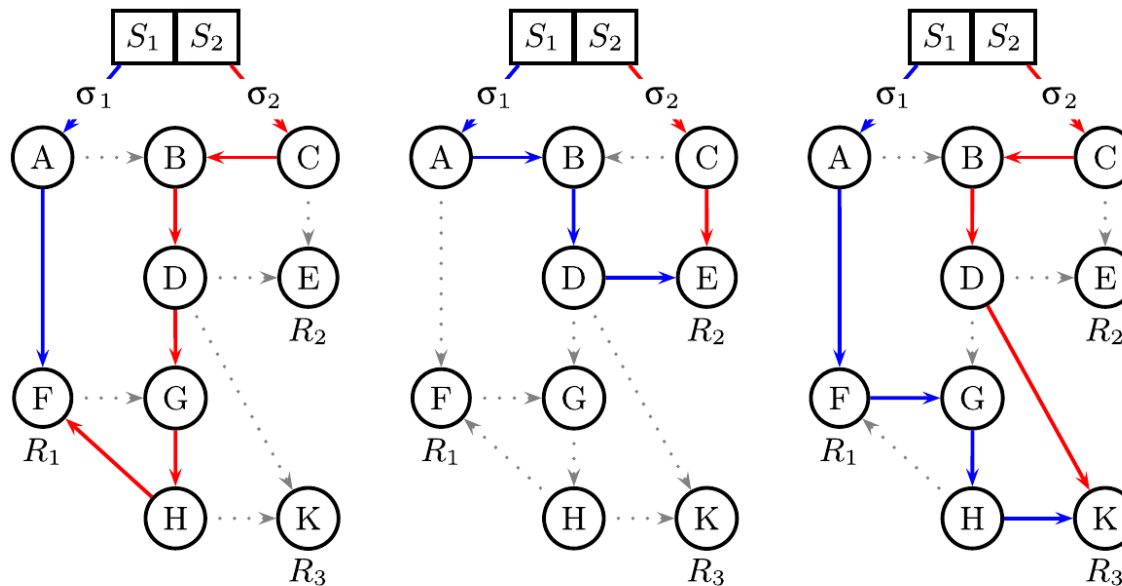 S₁ S₂ S₁ S₂ S₁ S₂
σ₁ σ₂ σ₁ σ₂ σ₁ σ₂
A B C A B C A B C
D E D E D E
R₂ R₂ R₂
F G F G F G
R₁ R₁ R₁
H K H K H K
R₃ R₃ R₃